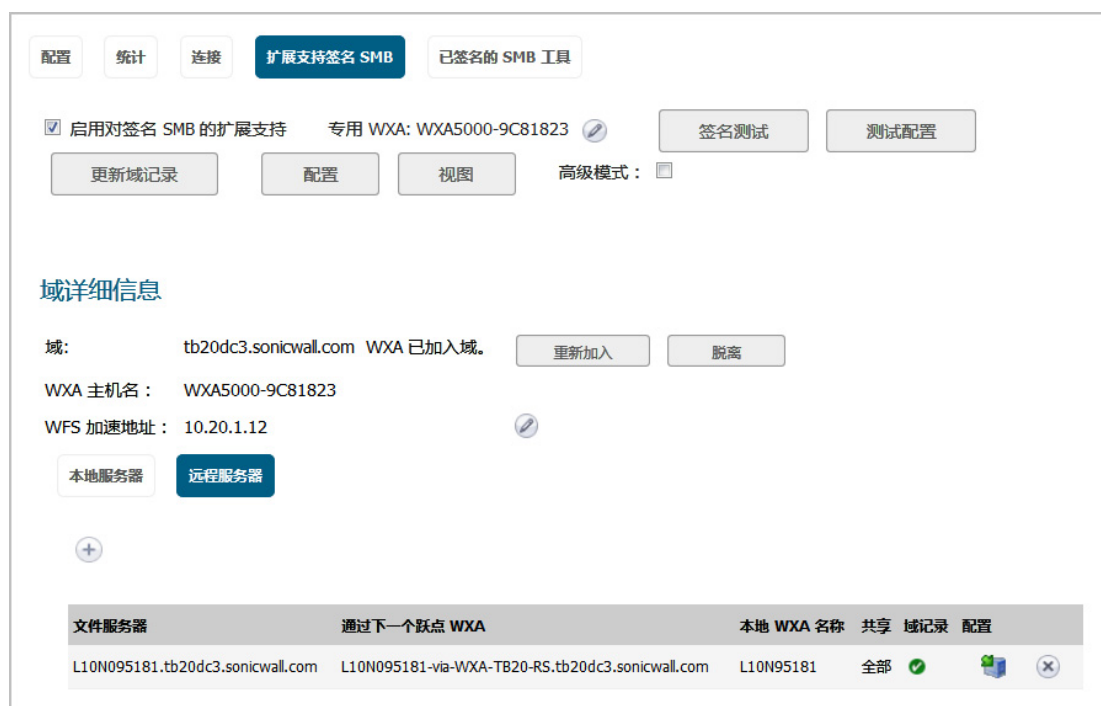 配置 统计 连接 扩展支持签名 SMB 已签名的 SMB 工具
启用对签名 SMB 的扩展支持 专用 WXA: WXA5000-9C81823 签名测试 测试配置
更新域记录 配置 视图 高级模式：
域详细信息
域: tb20dc3.sonicwall.com WXA 已加入域。 重新加入 脱离
WXA 主机名： WXA5000-9C81823
WFS 加速地址： 10.20.1.12
本地服务器 远程服务器
文件服务器 通过下一个跃点 WXA 本地 WXA 名称 共享 域记录 配置
L10N095181.tb20dc3.sonicwall.com L10N095181-via-WXA-TB20-RS.tb20dc3.sonicwall.com L10N95181 全部